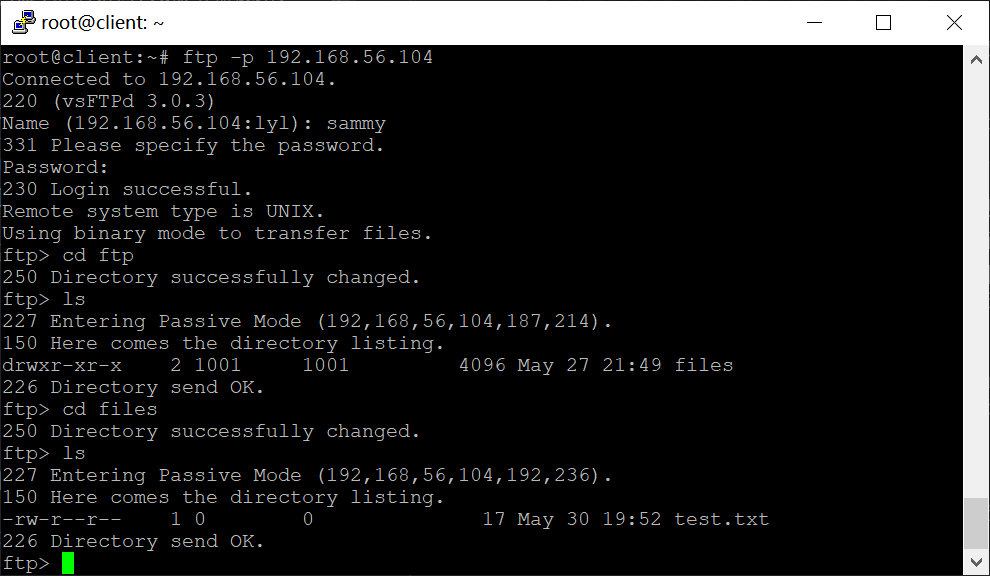 root@client: ~
root@client:~# ftp -p 192.168.56.104
Connected to 192.168.56.104.
220 (vsFTPd 3.0.3)
Name (192.168.56.104:lyl): sammy
331 Please specify the password.
Password:
230 Login successful.
Remote system type is UNIX.
Using binary mode to transfer files.
ftp> cd ftp
250 Directory successfully changed.
ftp> ls
227 Entering Passive Mode (192,168,56,104,187,214).
150 Here comes the directory listing.
drwxr-xr-x    2 1001     1001         4096 May 27 21:49 files
226 Directory send OK.
ftp> cd files
250 Directory successfully changed.
ftp> ls
227 Entering Passive Mode (192,168,56,104,192,236).
150 Here comes the directory listing.
-rw-r--r--    1 0        0              17 May 30 19:52 test.txt
226 Directory send OK.
ftp>